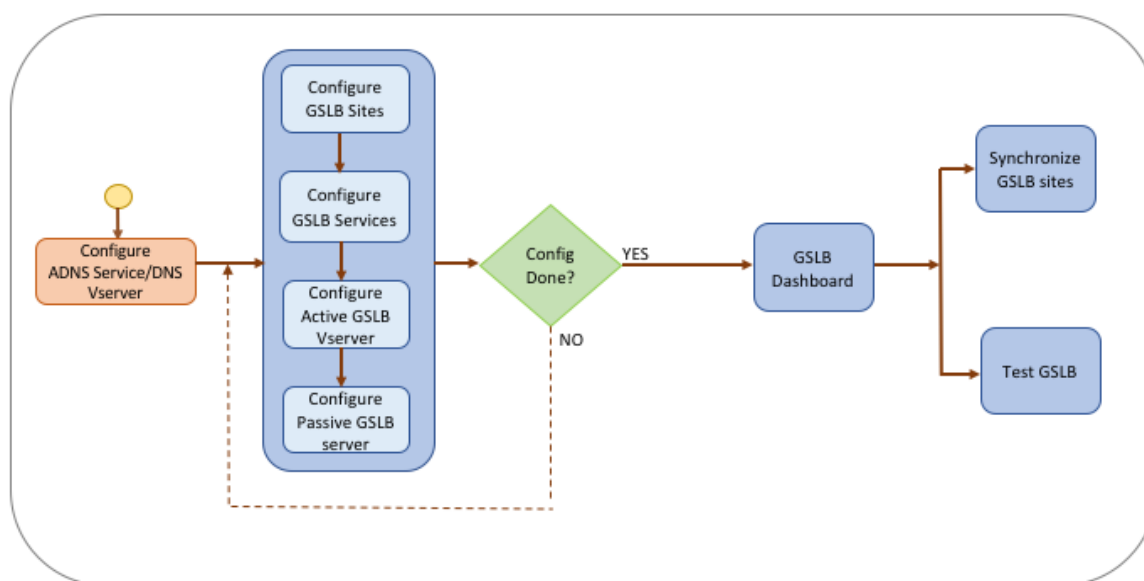 Configure
GSLB Sites
Configure
GSLB Services
Configure
ADNS Service/DNS
Vserver
Configure
Active GSLB
Vserver
Configure
Passive GSLB
server
Config
Done?
YES
NO
GSLB
Dashboard
Synchronize
GSLB sites
Test GSLB